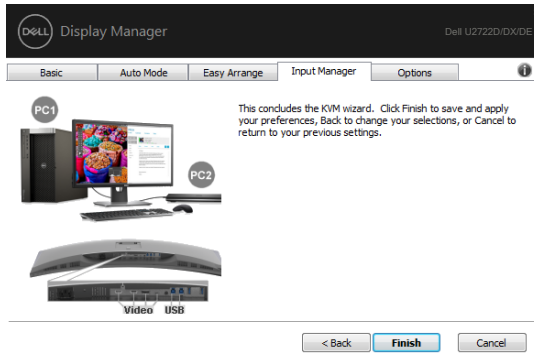 DELL Display Manager
Dell U2722D/DX/DE
Basic Auto Mode Easy Arrange Input Manager Options
PC1
This concludes the KVM wizard. Click Finish to save and apply
your preferences, Back to change your selections, or Cancel to
return to your previous settings.
PC2
Video USB
< Back Finish Cancel